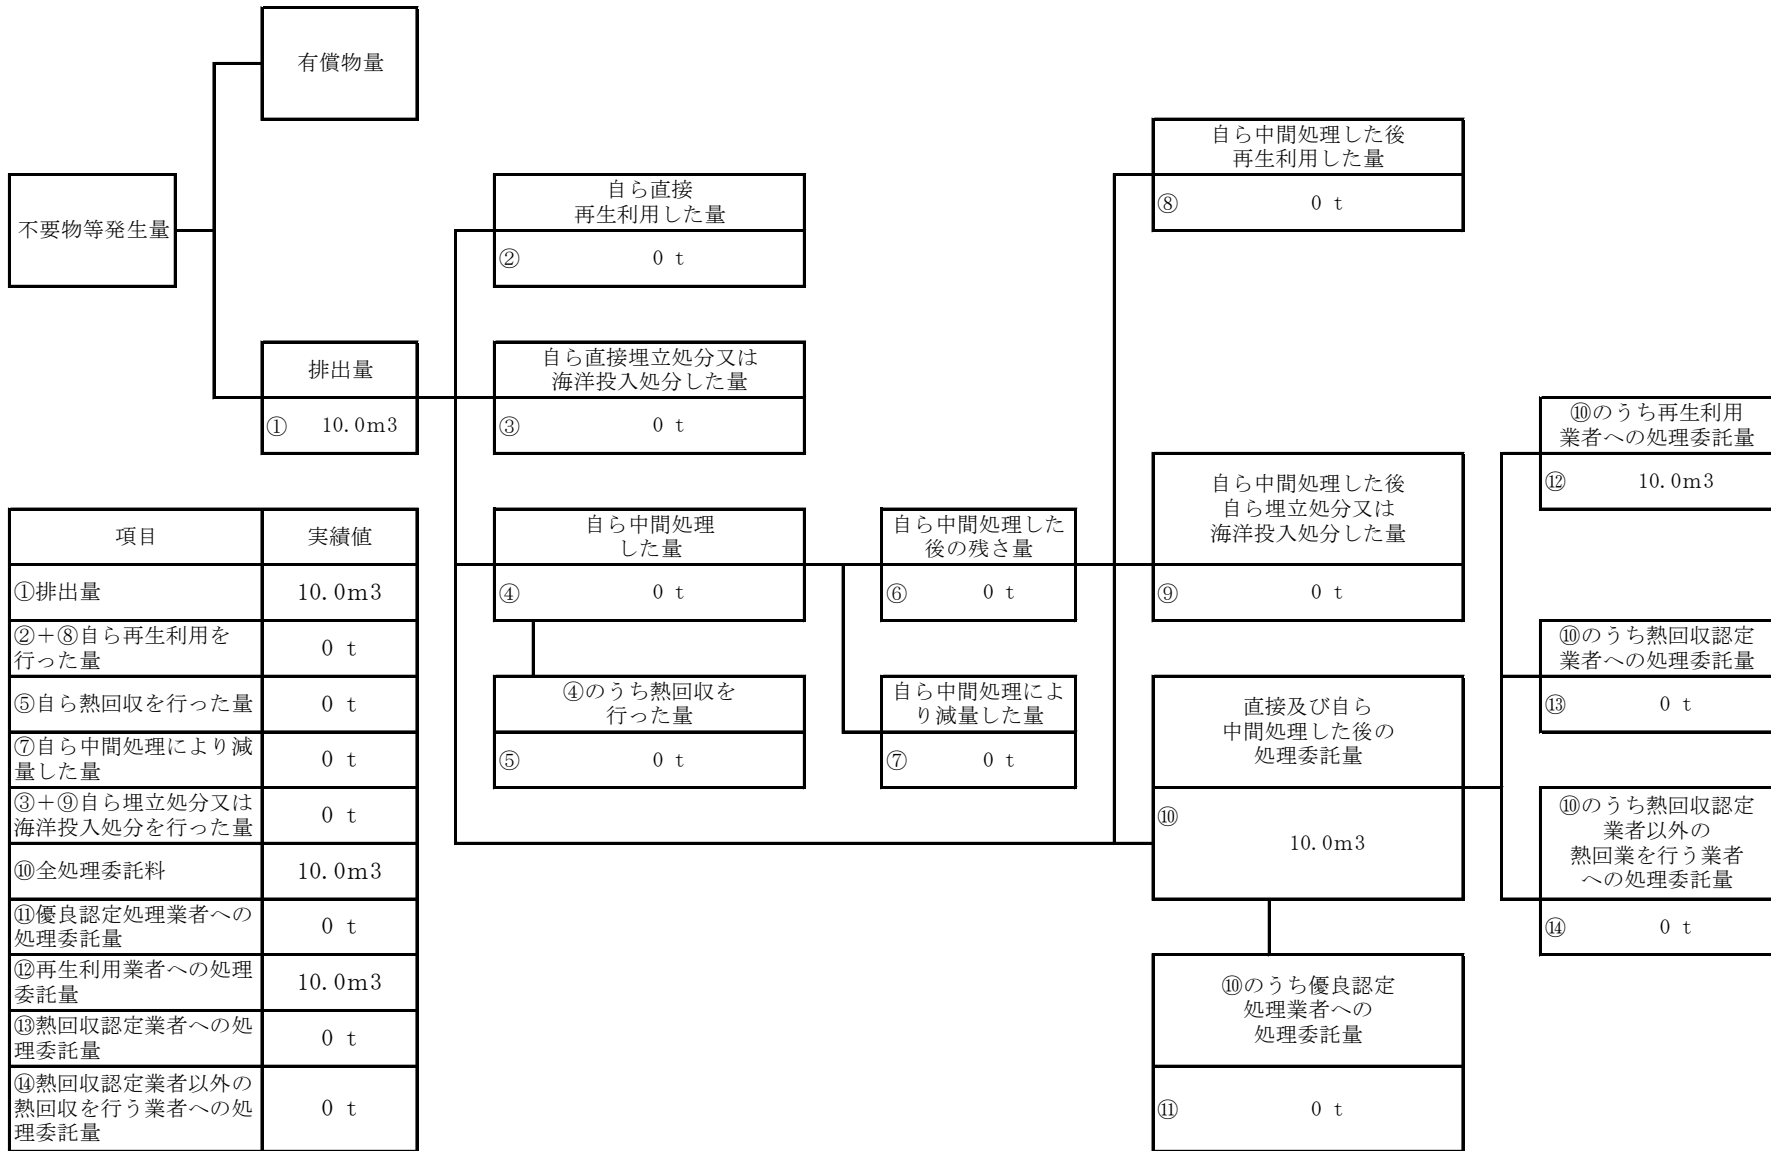 有償物量
不要物等発生量
排出量
① 10.0m3
自ら直接
再生利用した量
② 0 t
自ら直接埋立処分又は
海洋投入処分した量
③ 0 t
自ら中間処理
した量
④ 0 t
④のうち熱回収を
行った量
⑤ 0 t
自ら中間処理した
後の残さ量
⑥ 0 t
自ら中間処理によ
り減量した量
⑦ 0 t
自ら中間処理した後
再生利用した量
⑧ 0 t
自ら中間処理した後
自ら埋立処分又は
海洋投入処分した量
⑨ 0 t
直接及び自ら
中間処理した後の
処理委託量
⑩
10.0m3
⑩のうち優良認定
処理業者への
処理委託量
⑪ 0 t
⑩のうち再生利用
業者への処理委託量
⑫ 10.0m3
⑩のうち熱回収認定
業者への処理委託量
⑬ 0 t
⑩のうち熱回収認定
業者以外の
熱回業を行う業者
への処理委託量
⑭ 0 t
項目 実績値
①排出量 10.0m3
②+⑧自ら再生利用を
行った量 0 t
⑤自ら熱回収を行った量 0 t
⑦自ら中間処理により減
量した量 0 t
③+⑨自ら埋立処分又は
海洋投入処分を行った量 0 t
⑩全処理委託料 10.0m3
⑪優良認定処理業者への
処理委託量 0 t
⑫再生利用業者への処理
委託量 10.0m3
⑬熱回収認定業者への処
理委託量 0 t
⑭熱回収認定業者以外の
熱回収を行う業者への処
理委託量 0 t